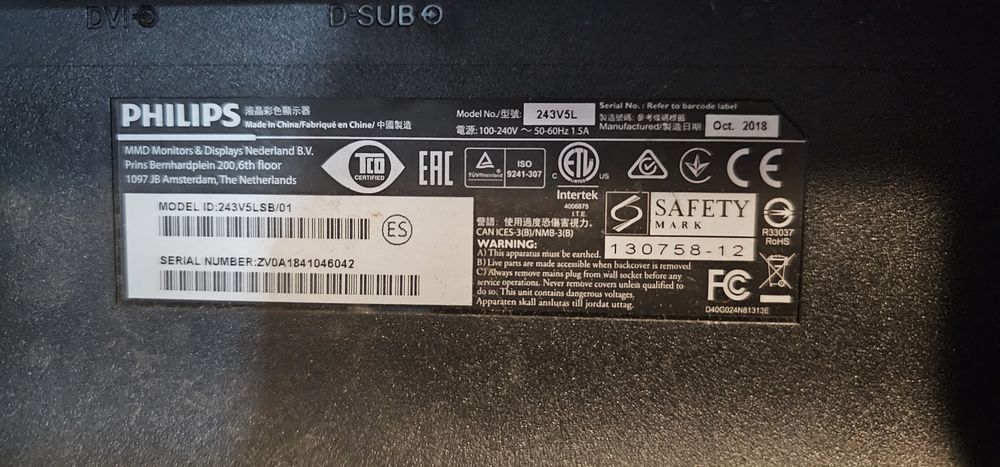 DVI
D-SUB
PHILIPS 液晶彩色顯示器
Made in China/Fabriqué en Chine/ 中國製造
Model No./型號: 243V5L
電源: 100-240V ～ 50-60Hz 1.5A
Serial No. : Refer to barcode label
製造號碼: 參考條碼標籤
Manufactured/製造日期 Oct. 2018
MMD Monitors & Displays Nederland B.V.
Prins Bernhardplein 200,6th floor
1097 JB Amsterdam, The Netherlands
TCO
CERTIFIED
EAC
TÜVRheinland
ISO
9241-307
ETL
C US
LISTED
Intertek
4006875
I.T.E.
CE
MODEL ID:243V5LSB/01
ES
SERIAL NUMBER:ZV0A1841046042
警語: 使用過度恐傷害視力.
CAN ICES-3(B)/NMB-3(B)
WARNING:
A) This apparatus must be earthed.
B) Live parts are made accessible when backcover is removed
C) Always remove mains plug from wall socket before any
service operations. Never remove covers unless qualified to
do so. This unit contains dangerous voltages.
Apparaten skall anslutas till jordat uttag.
S SAFETY
MARK
130758-12
R33037
RoHS
FC
D40G024N81313E